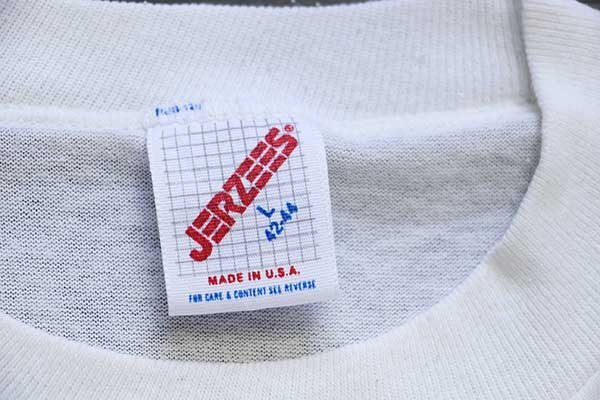 JERZEES®
L
42-44
MADE IN U.S.A.
FOR CARE & CONTENT SEE REVERSE